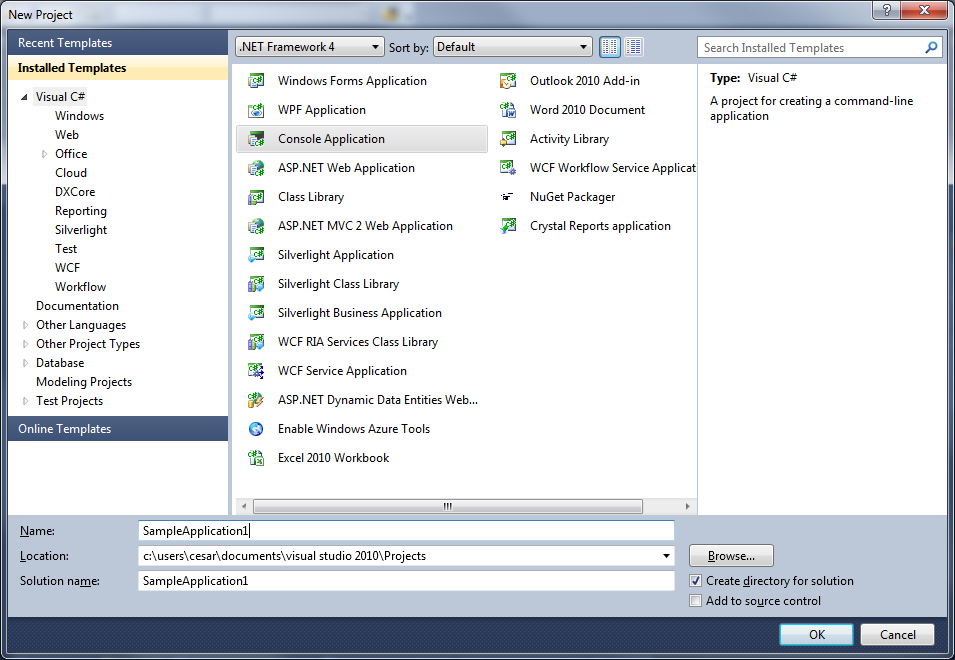 New Project
Recent Templates
Installed Templates
Visual C#
Windows
Web
Office
Cloud
DXCore
Reporting
Silverlight
Test
WCF
Workflow
Documentation
Other Languages
Other Project Types
Database
Modeling Projects
Test Projects
Online Templates
.NET Framework 4
Sort by:
Default
Windows Forms Application
WPF Application
Console Application
ASP.NET Web Application
Class Library
ASP.NET MVC 2 Web Application
Silverlight Application
Silverlight Class Library
Silverlight Business Application
WCF RIA Services Class Library
WCF Service Application
ASP.NET Dynamic Data Entities Web...
Enable Windows Azure Tools
Excel 2010 Workbook
Outlook 2010 Add-in
Word 2010 Document
Activity Library
WCF Workflow Service Applicat
NuGet Packager
Crystal Reports application
Search Installed Templates
Type: Visual C#
A project for creating a command-line
application
Name:
SampleApplication1
Location:
c:\users\cesar\documents\visual studio 2010\Projects
Browse...
Solution name:
SampleApplication1
Create directory for solution
Add to source control
OK
Cancel